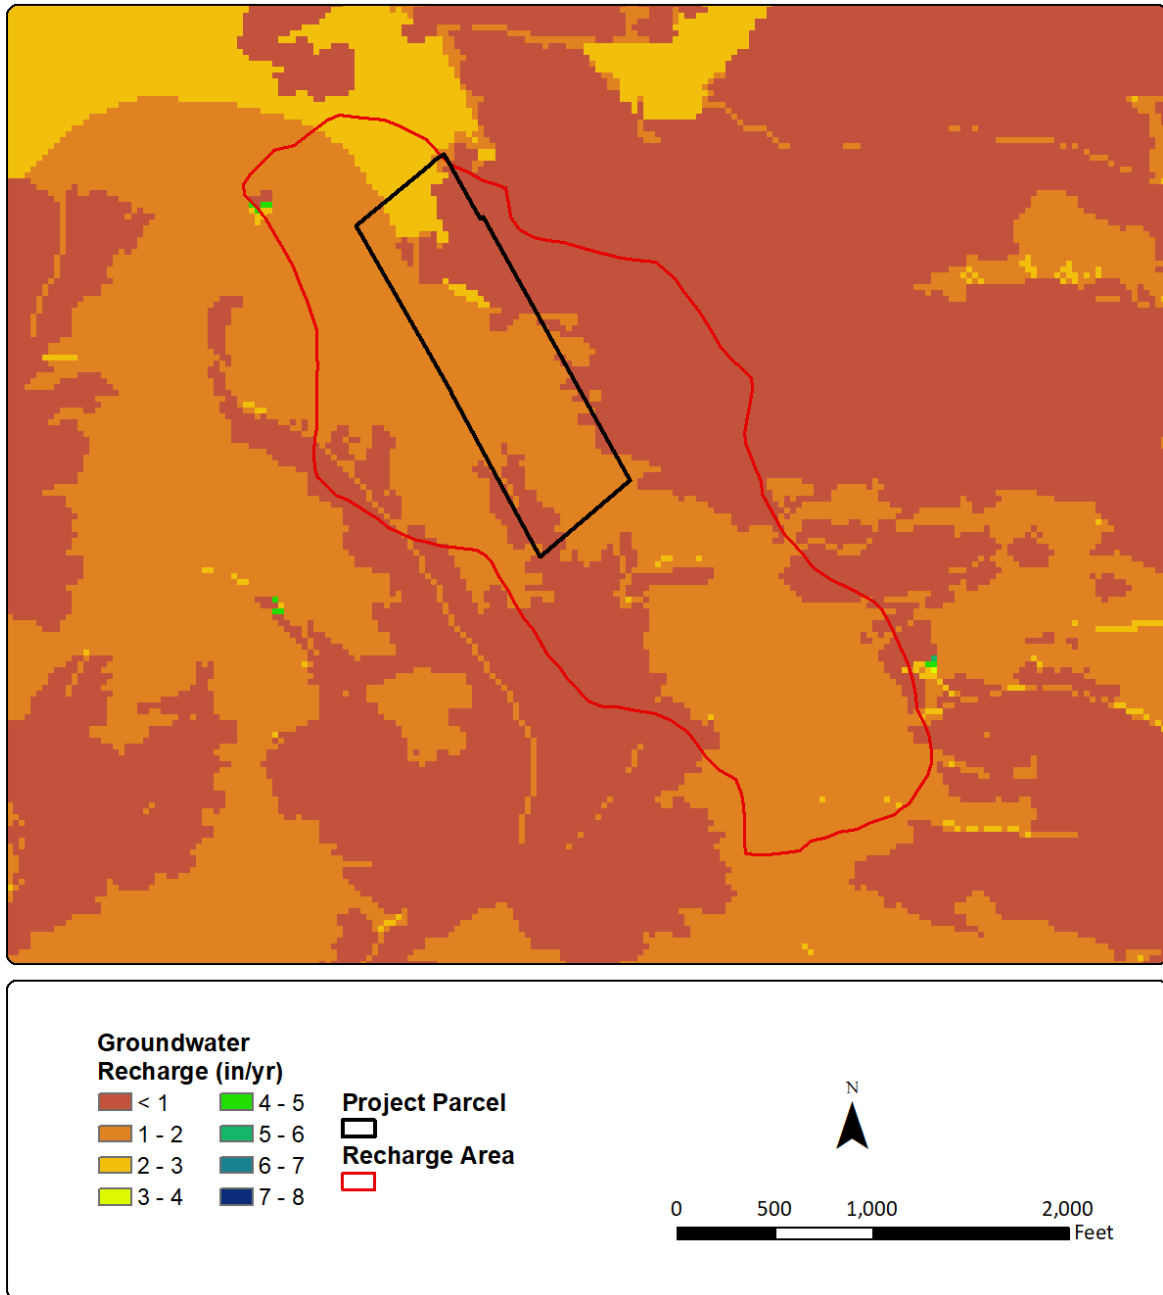 Groundwater
Recharge (in/yr)
< 1
1 - 2
2 - 3
3 - 4
4 - 5
5 - 6
6 - 7
7 - 8
Project Parcel
Recharge Area
N
0 500 1,000 2,000
Feet